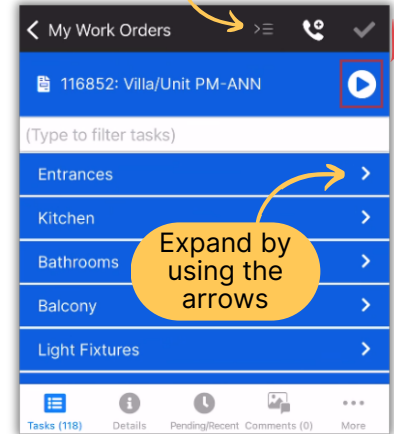 My Work Orders
116852: Villa/Unit PM-ANN
(Type to filter tasks)
Entrances
Kitchen
Bathrooms
Balcony
Light Fixtures
Expand by
using the
arrows
Tasks (118)
Details
Pending/Recent
Comments (0)
More